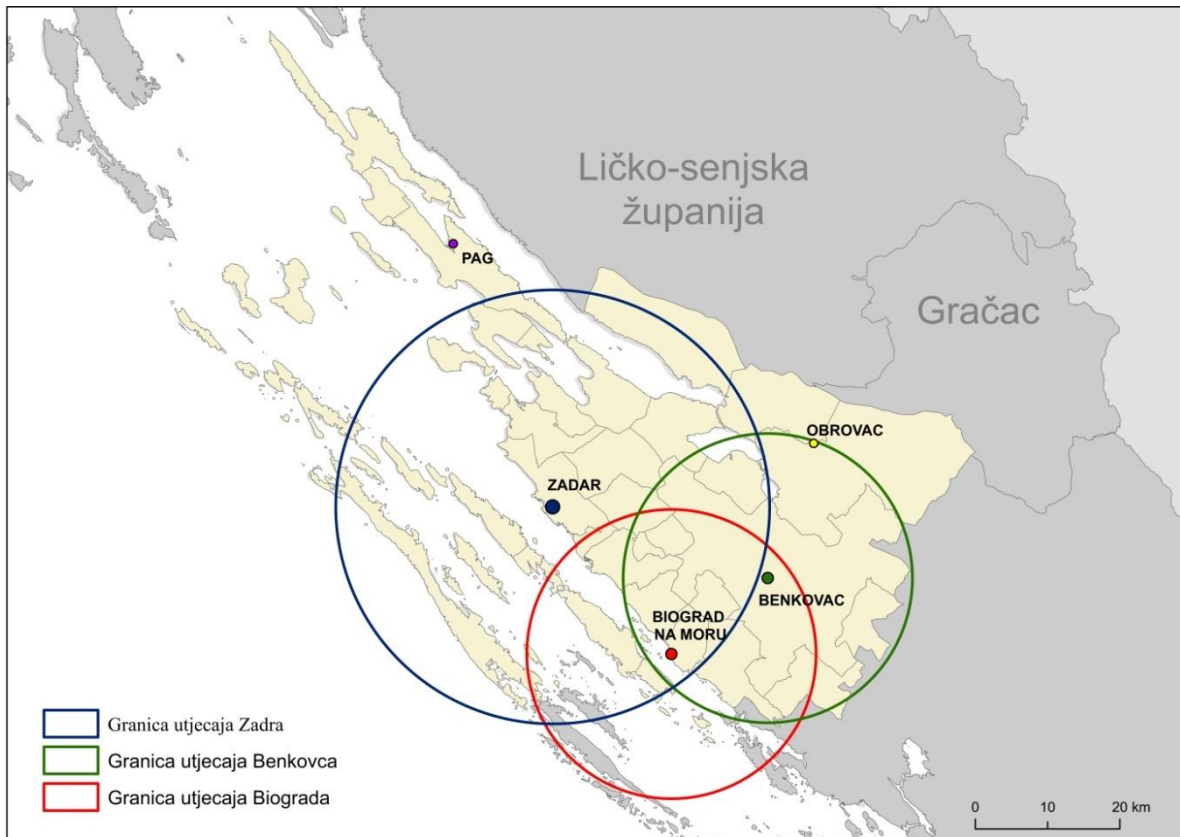 Ličko-senjska
županija
PAG
Gračac
OBROVAC
ZADAR
BENKOVAC
BIOGRAD
NA MORU
Granica utjecaja Zadra
Granica utjecaja Benkovca
Granica utjecaja Biograda
0 10 20 km